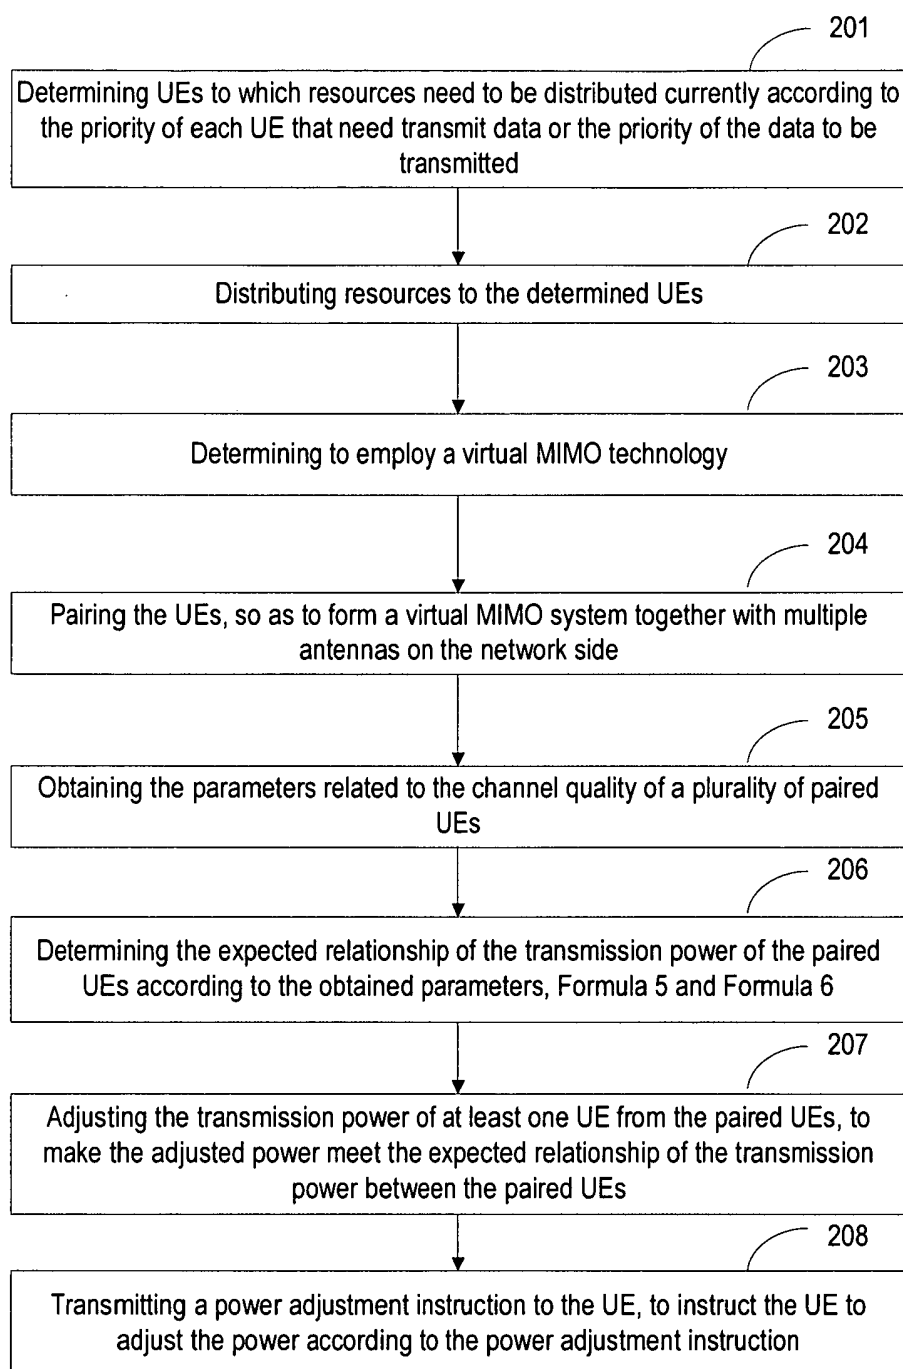 201
Determining UEs to which resources need to be distributed currently according to
the priority of each UE that need transmit data or the priority of the data to be
transmitted
202
Distributing resources to the determined UEs
203
Determining to employ a virtual MIMO technology
204
Pairing the UEs, so as to form a virtual MIMO system together with multiple
antennas on the network side
205
Obtaining the parameters related to the channel quality of a plurality of paired
UEs
206
Determining the expected relationship of the transmission power of the paired
UEs according to the obtained parameters, Formula 5 and Formula 6
207
Adjusting the transmission power of at least one UE from the paired UEs, to
make the adjusted power meet the expected relationship of the transmission
power between the paired UEs
208
Transmitting a power adjustment instruction to the UE, to instruct the UE to
adjust the power according to the power adjustment instruction